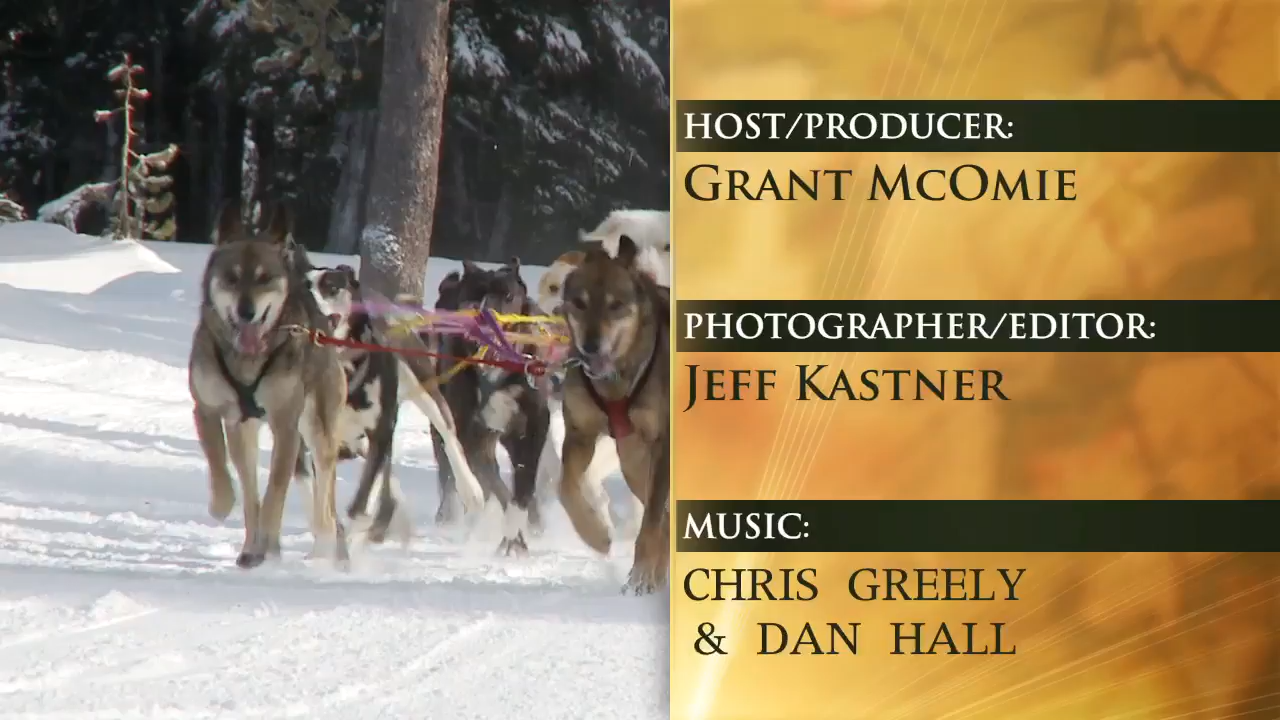 HOST/PRODUCER:
GRANT MCOMIE
PHOTOGRAPHER/EDITOR:
JEFF KASTNER
MUSIC:
CHRIS GREELY
& DAN HALL